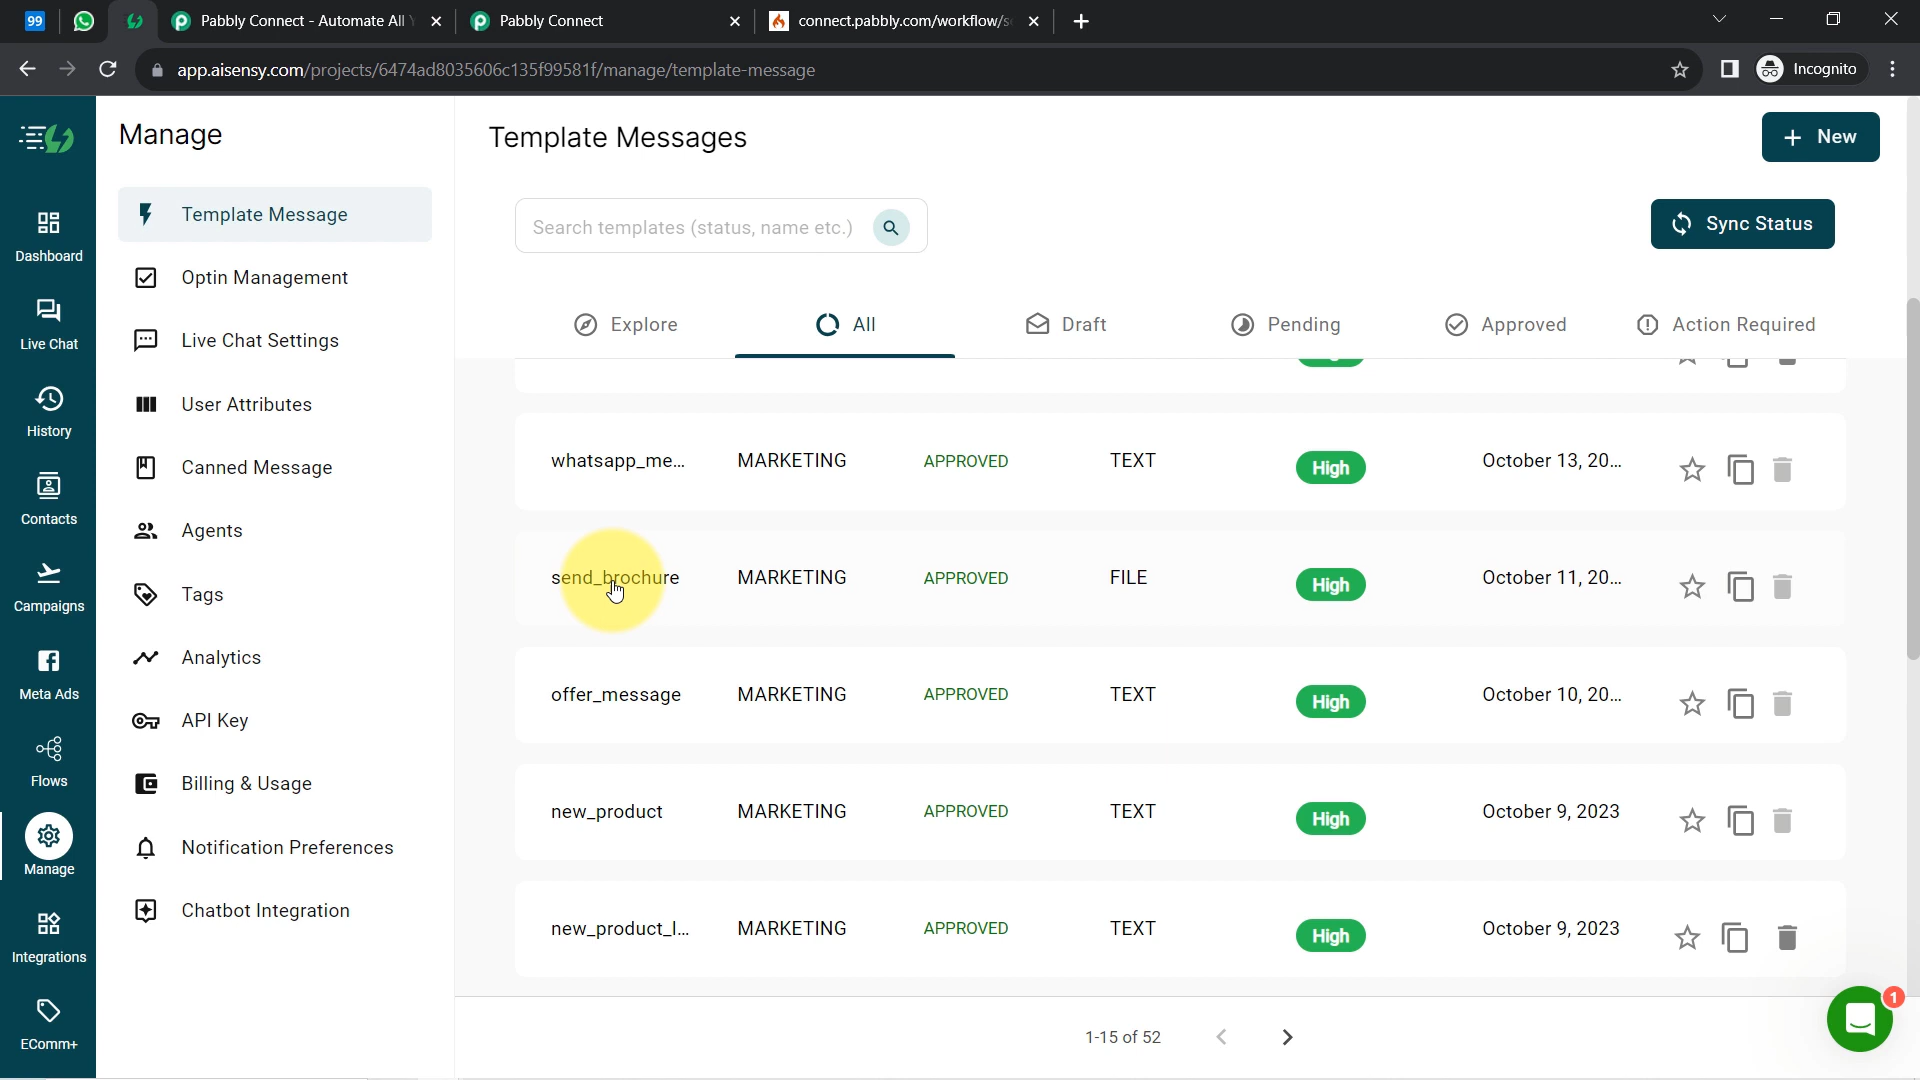 99
Pabbly Connect - Automate All Y
Pabbly Connect
connect.pabbly.com/workflow/s
app.aisensy.com/projects/6474ad8035606c135f99581f/manage/template-message
Incognito
Dashboard
Live Chat
History
Contacts
Campaigns
Meta Ads
Flows
Manage
Integrations
EComm+
Manage
Template Message
Optin Management
Live Chat Settings
User Attributes
Canned Message
Agents
Tags
Analytics
API Key
Billing & Usage
Notification Preferences
Chatbot Integration
Template Messages
+ New
Search templates (status, name etc.)
Sync Status
Explore
All
Draft
Pending
Approved
Action Required
whatsapp_me... MARKETING APPROVED TEXT High October 13, 20...
send_brochure MARKETING APPROVED FILE High October 11, 20...
offer_message MARKETING APPROVED TEXT High October 10, 20...
new_product MARKETING APPROVED TEXT High October 9, 2023
new_product_l... MARKETING APPROVED TEXT High October 9, 2023
1-15 of 52
1